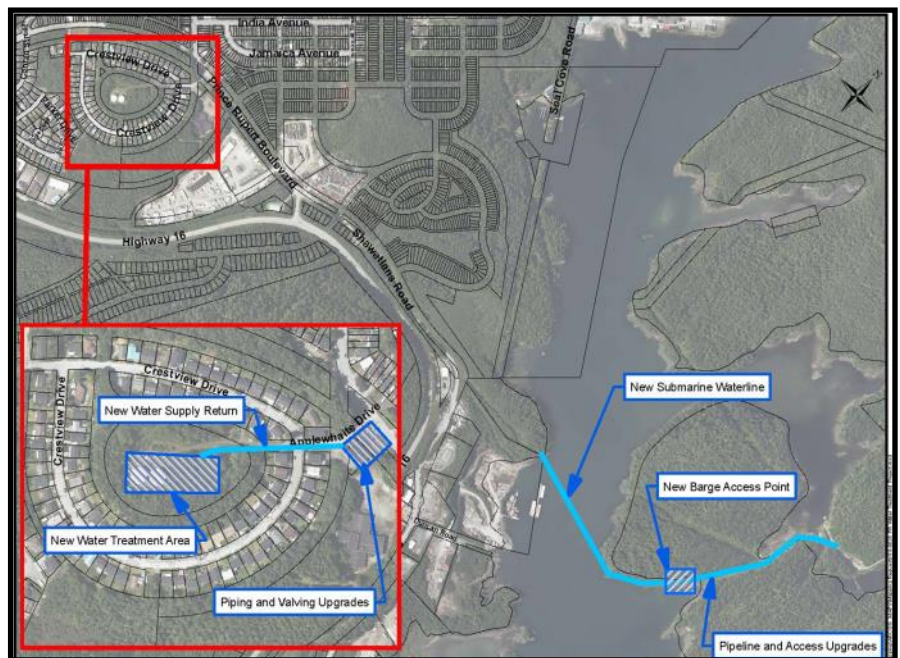 India Avenue
Jamaica Avenue
Crestview Drive
Crestview Drive
Prince Rupert Boulevard
Seal Cove Road
Highway 16
Shawatlans Road
Crestview Drive
Crestview Drive
New Water Supply Return
Applewhaite Drive
16
New Water Treatment Area
Piping and Valving Upgrades
New Submarine Waterline
New Barge Access Point
Pipeline and Access Upgrades